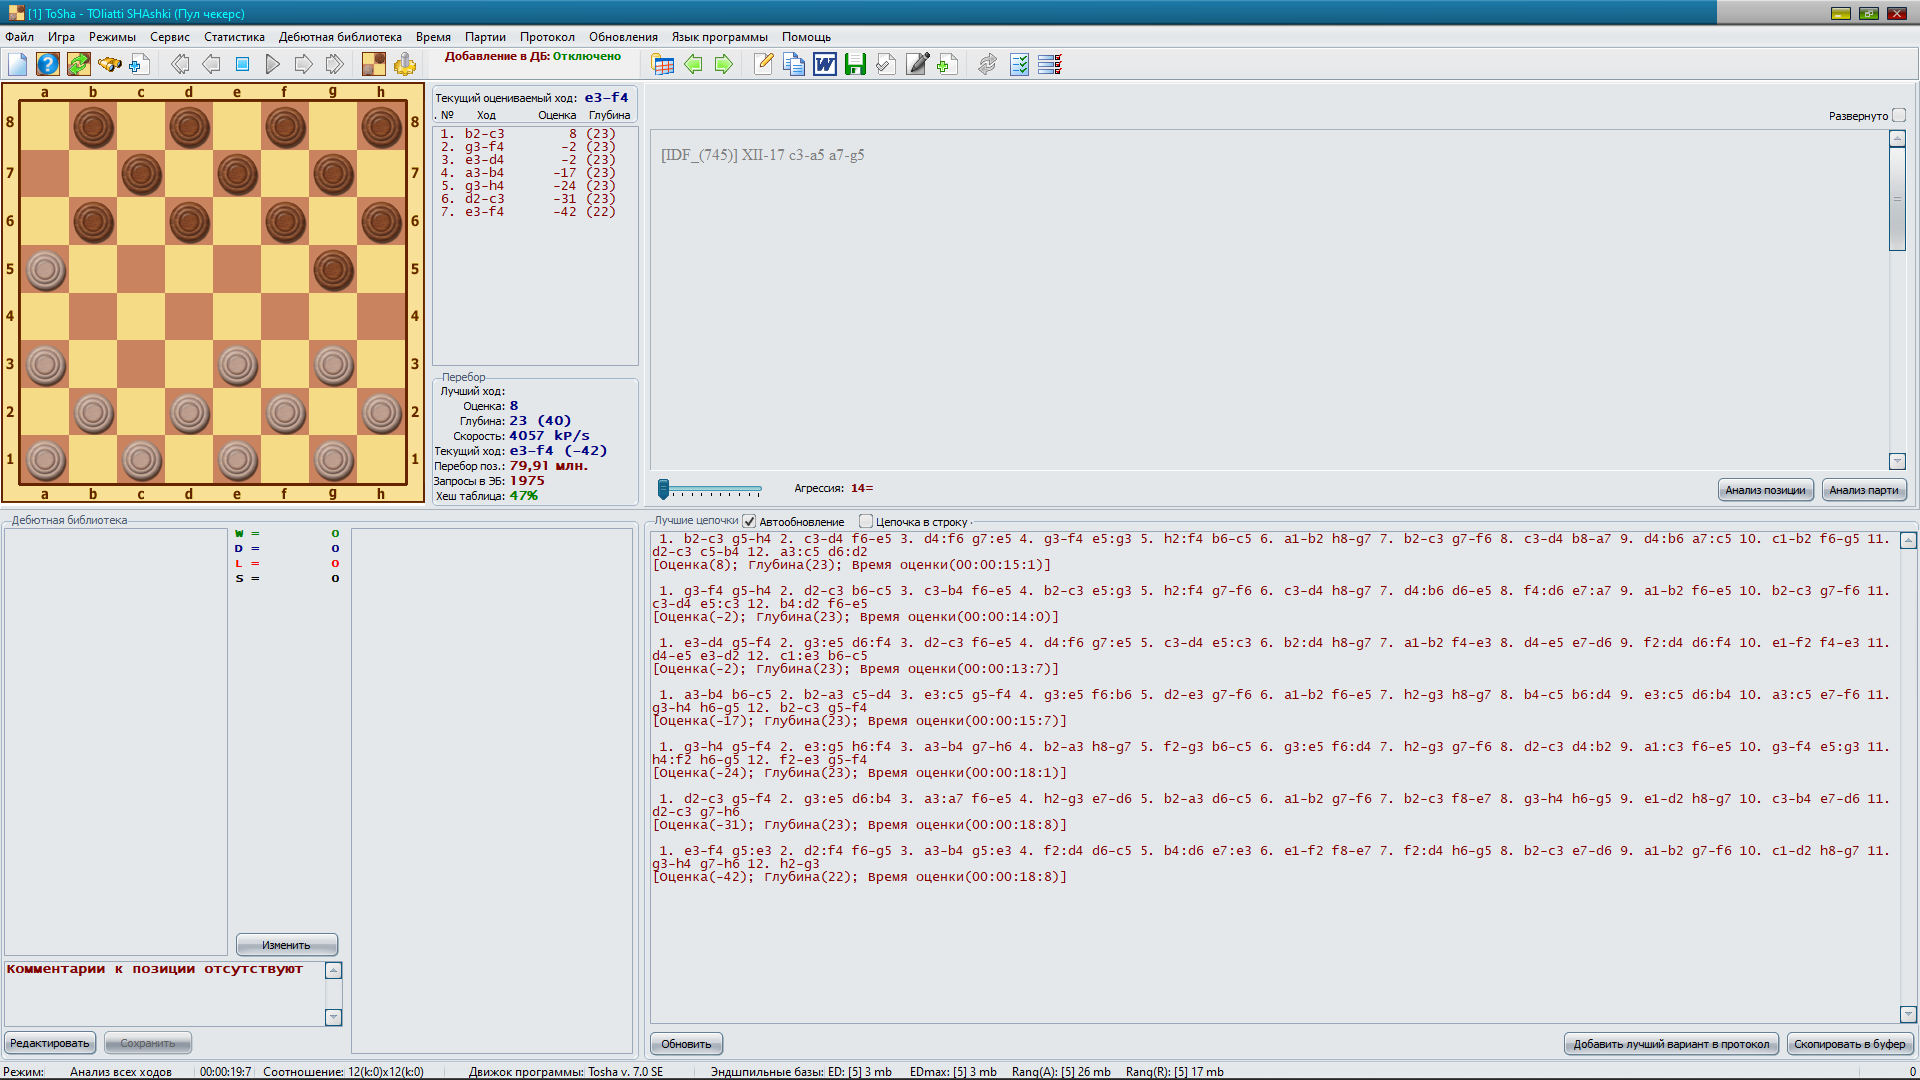 [1] ToSha - TOliatti SHAshki (Пул чекерс)
Файл Игра Режимы Сервис Статистика Дебютная библиотека Время Партии Протокол Обновления Язык программы Помощь
Добавление в ДБ: Отключено
a b c d e f g h
8 8
7 7
6 6
5 5
4 4
3 3
2 2
1 1
a b c d e f g h
Текущий оцениваемый ход: e3-f4
. № Ход Оценка Глубина
1. b2-c3 8 (23)
2. g3-f4 -2 (23)
3. e3-d4 -2 (23)
4. a3-b4 -17 (23)
5. g3-h4 -24 (23)
6. d2-c3 -31 (23)
7. e3-f4 -42 (22)
Перебор
Лучший ход:
Оценка: 8
Глубина: 23 (40)
Скорость: 4057 kP/s
Текущий ход: e3-f4 (-42)
Перебор поз.: 79,91 млн.
Запросы в ЭБ: 1975
Хеш таблица: 47%
Развернуто
[IDF_(745)] XII-17 c3-a5 a7-g5
Агрессия: 14=
Анализ позиции Анализ парти
Дебютная библиотека
W = 0
D = 0
L = 0
S = 0
Изменить
Комментарии к позиции отсутствуют
Редактировать Сохранить
Лучшие цепочки Автообновление Цепочка в строку
1. b2-c3 g5-h4 2. c3-d4 f6-e5 3. d4:f6 g7:e5 4. g3-f4 e5:g3 5. h2:f4 b6-c5 6. a1-b2 h8-g7 7. b2-c3 g7-f6 8. c3-d4 b8-a7 9. d4:b6 a7:c5 10. c1-b2 f6-g5 11.
d2-c3 c5-b4 12. a3:c5 d6:d2
[Оценка(8); Глубина(23); Время оценки(00:00:15:1)]
1. g3-f4 g5-h4 2. d2-c3 b6-c5 3. c3-b4 f6-e5 4. b2-c3 e5:g3 5. h2:f4 g7-f6 6. c3-d4 h8-g7 7. d4:b6 d6-e5 8. f4:d6 e7:a7 9. a1-b2 f6-e5 10. b2-c3 g7-f6 11.
c3-d4 e5:c3 12. b4:d2 f6-e5
[Оценка(-2); Глубина(23); Время оценки(00:00:14:0)]
1. e3-d4 g5-f4 2. g3:e5 d6:f4 3. d2-c3 f6-e5 4. d4:f6 g7:e5 5. c3-d4 e5:c3 6. b2:d4 h8-g7 7. a1-b2 f4-e3 8. d4-e5 e7-d6 9. f2:d4 d6:f4 10. e1-f2 f4-e3 11.
d4-e5 e3-d2 12. c1:e3 b6-c5
[Оценка(-2); Глубина(23); Время оценки(00:00:13:7)]
1. a3-b4 b6-c5 2. b2-a3 c5-d4 3. e3:c5 g5-f4 4. g3:e5 f6:b6 5. d2-e3 g7-f6 6. a1-b2 f6-e5 7. h2-g3 h8-g7 8. b4-c5 b6:d4 9. e3:c5 d6:b4 10. a3:c5 e7-f6 11.
g3-h4 h6-g5 12. b2-c3 g5-f4
[Оценка(-17); Глубина(23); Время оценки(00:00:15:7)]
1. g3-h4 g5-f4 2. e3:g5 h6:f4 3. a3-b4 g7-h6 4. b2-a3 h8-g7 5. f2-g3 b6-c5 6. g3:e5 f6:d4 7. h2-g3 g7-f6 8. d2-c3 d4:b2 9. a1:c3 f6-e5 10. g3-f4 e5:g3 11.
h4:f2 h6-g5 12. f2-e3 g5-f4
[Оценка(-24); Глубина(23); Время оценки(00:00:18:1)]
1. d2-c3 g5-f4 2. g3:e5 d6:b4 3. a3:a7 f6-e5 4. h2-g3 e7-d6 5. b2-a3 d6-c5 6. a1-b2 g7-f6 7. b2-c3 f8-e7 8. g3-h4 h6-g5 9. e1-d2 h8-g7 10. c3-b4 e7-d6 11.
d2-c3 g7-h6
[Оценка(-31); Глубина(23); Время оценки(00:00:18:8)]
1. e3-f4 g5:e3 2. d2:f4 f6-g5 3. a3-b4 g5:e3 4. f2:d4 d6-c5 5. b4:d6 e7:e3 6. e1-f2 f8-e7 7. f2:d4 h6-g5 8. b2-c3 e7-d6 9. a1-b2 g7-f6 10. c1-d2 h8-g7 11.
g3-h4 g7-h6 12. h2-g3
[Оценка(-42); Глубина(22); Время оценки(00:00:18:8)]
Обновить Добавить лучший вариант в протокол Скопировать в буфер
Режим: Анализ всех ходов 00:00:19:7 Соотношение: 12(k:0)x12(k:0) Движок программы: Tosha v. 7.0 SE Эндшпильные базы: ED: [5] 3 mb EDmax: [5] 3 mb Rang(A): [5] 26 mb Rang(R): [5] 17 mb 0